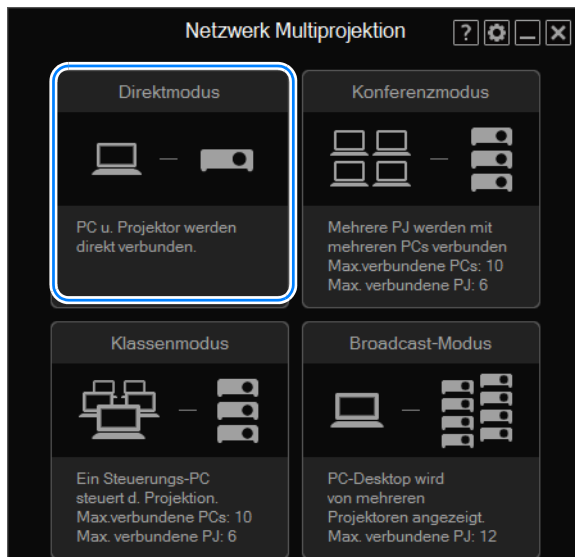 Netzwerk Multiprojektion
Direktmodus
PC u. Projektor werden
direkt verbunden.
Konferenzmodus
Mehrere PJ werden mit
mehreren PCs verbunden
Max.verbundene PCs: 10
Max. verbundene PJ: 6
Klassenmodus
Ein Steuerungs-PC
steuert d. Projektion.
Max.verbundene PCs: 10
Max. verbundene PJ: 6
Broadcast-Modus
PC-Desktop wird
von mehreren
Projektoren angezeigt.
Max. verbundene PJ: 12